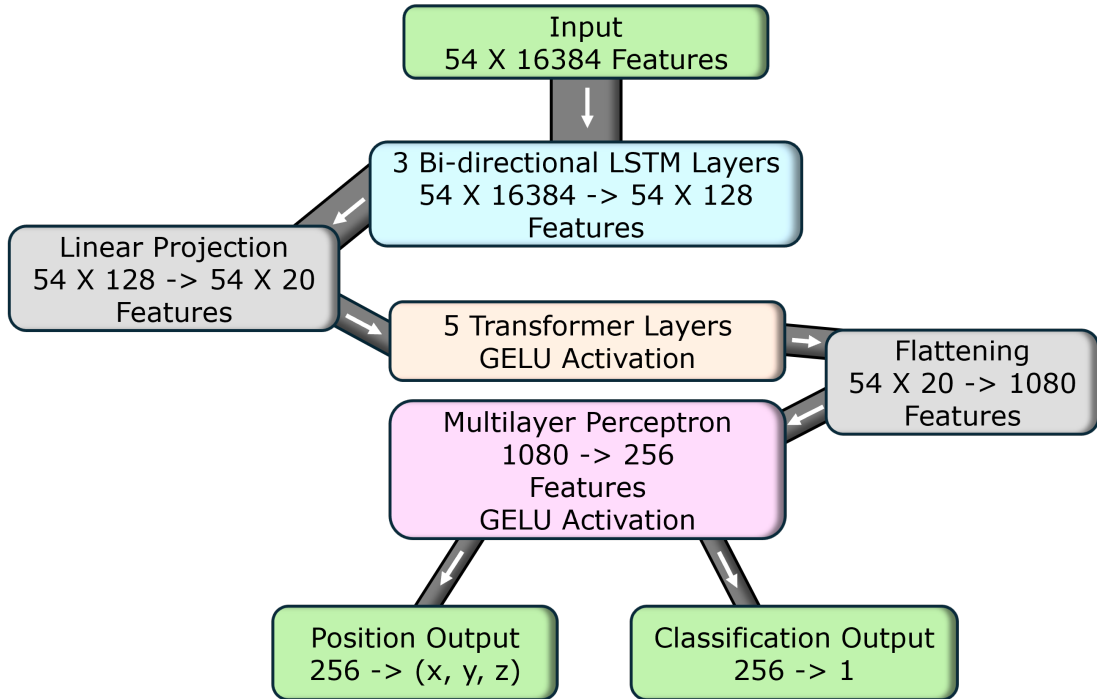 Input
54 X 16384 Features
3 Bi-directional LSTM Layers
54 X 16384 -> 54 X 128
Features
Linear Projection
54 X 128 -> 54 X 20
Features
5 Transformer Layers
GELU Activation
Flattening
54 X 20 -> 1080
Features
Multilayer Perceptron
1080 -> 256
Features
GELU Activation
Position Output
256 -> (x, y, z)
Classification Output
256 -> 1